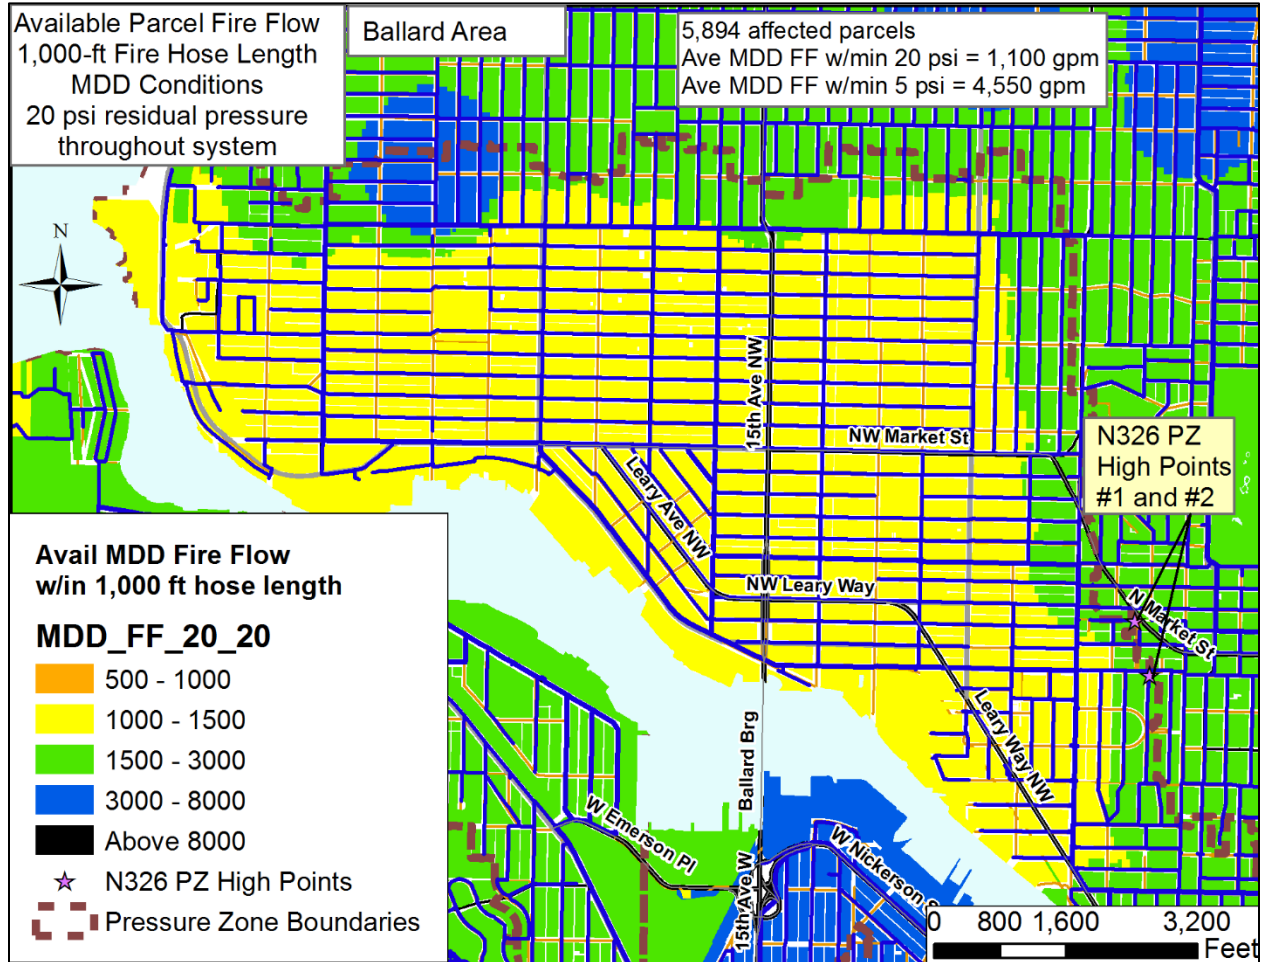 Available Parcel Fire Flow
1,000-ft Fire Hose Length
MDD Conditions
20 psi residual pressure
throughout system
Ballard Area
5,894 affected parcels
Ave MDD FF w/min 20 psi = 1,100 gpm
Ave MDD FF w/min 5 psi = 4,550 gpm
N
15th Ave NW
NW Market St
N326 PZ
High Points
#1 and #2
Leary Ave NW
NW Leary Way
N Market St
Leary Way NW
Ballard Brg
W Emerson Pl
15th Ave W
W Nickerson S
Avail MDD Fire Flow
w/in 1,000 ft hose length
MDD_FF_20_20
500 - 1000
1000 - 1500
1500 - 3000
3000 - 8000
Above 8000
N326 PZ High Points
Pressure Zone Boundaries
0 800 1,600 3,200
Feet